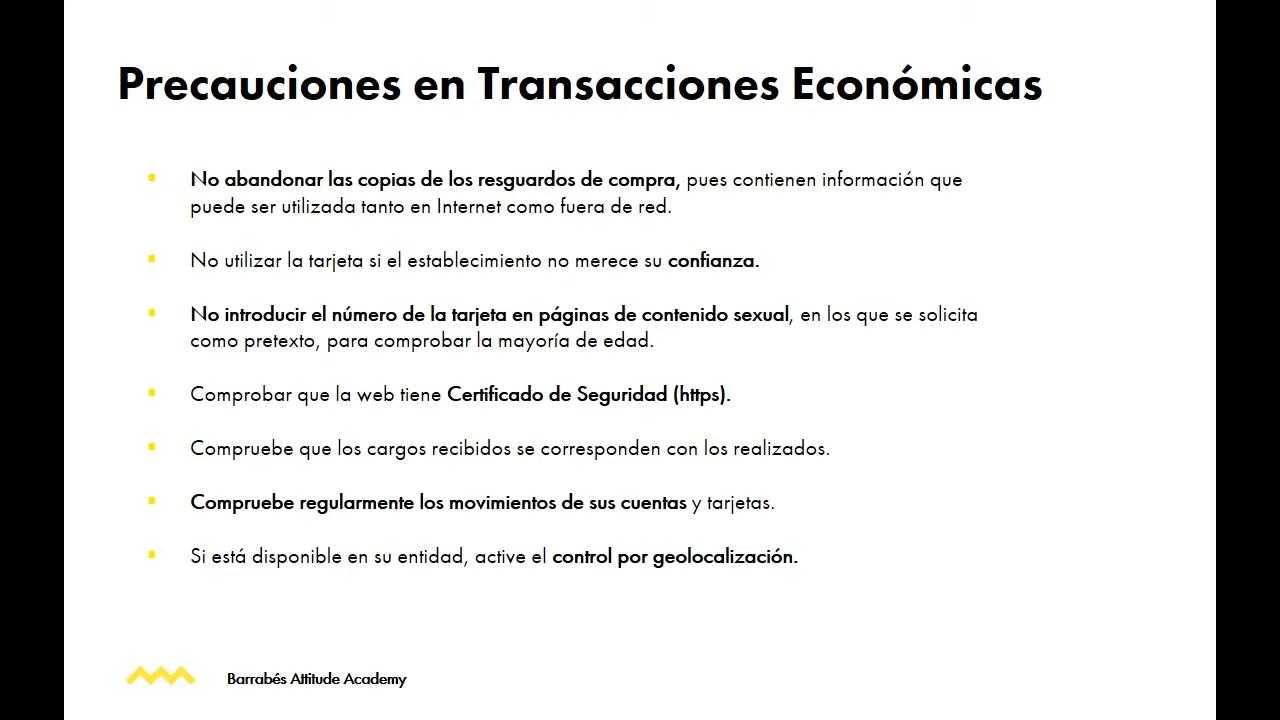 Precauciones en Transacciones Económicas
No abandonar las copias de los resguardos de compra, pues contienen información que
puede ser utilizada tanto en Internet como fuera de red.
No utilizar la tarjeta si el establecimiento no merece su confianza.
No introducir el número de la tarjeta en páginas de contenido sexual, en los que se solicita
como pretexto, para comprobar la mayoría de edad.
Comprobar que la web tiene Certificado de Seguridad (https).
Compruebe que los cargos recibidos se corresponden con los realizados.
Compruebe regularmente los movimientos de sus cuentas y tarjetas.
Si está disponible en su entidad, active el control por geolocalización.
Barrabés Attitude Academy